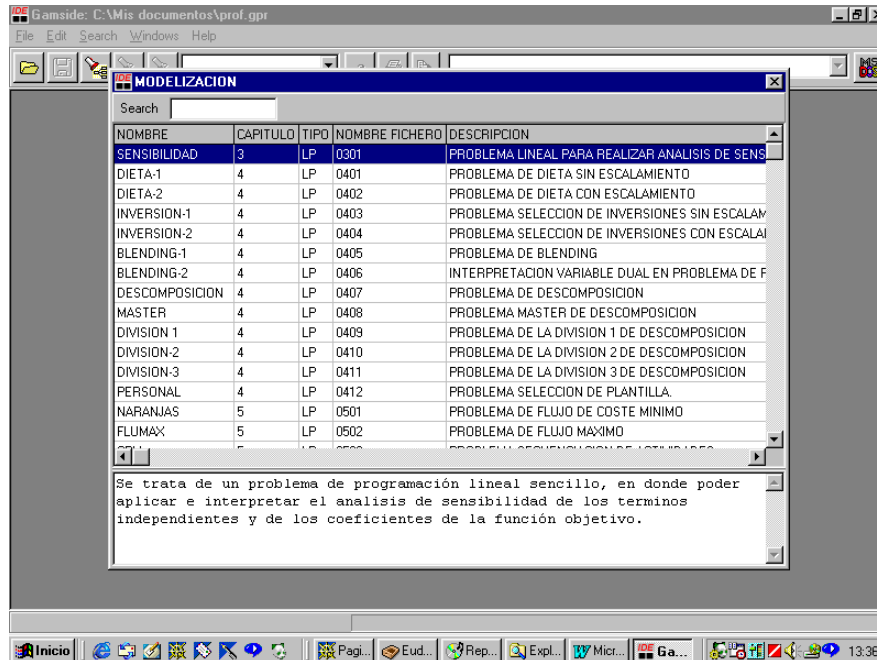 IDE Gamside: C:\Mis documentos\prof.gpr
File Edit Search Windows Help
IDE MODELIZACION
Search
NOMBRE CAPITULO TIPO NOMBRE FICHERO DESCRIPCION
SENSIBILIDAD 3 LP 0301 PROBLEMA LINEAL PARA REALIZAR ANALISIS DE SENS
DIETA-1 4 LP 0401 PROBLEMA DE DIETA SIN ESCALAMIENTO
DIETA-2 4 LP 0402 PROBLEMA DE DIETA CON ESCALAMIENTO
INVERSION-1 4 LP 0403 PROBLEMA SELECCION DE INVERSIONES SIN ESCALAM
INVERSION-2 4 LP 0404 PROBLEMA SELECCION DE INVERSIONES CON ESCALA
BLENDING-1 4 LP 0405 PROBLEMA DE BLENDING
BLENDING-2 4 LP 0406 INTERPRETACION VARIABLE DUAL EN PROBLEMA DE
DESCOMPOSICION 4 LP 0407 PROBLEMA DE DESCOMPOSICION
MASTER 4 LP 0408 PROBLEMA MASTER DE DESCOMPOSICION
DIVISION 1 4 LP 0409 PROBLEMA DE LA DIVISION 1 DE DESCOMPOSICION
DIVISION-2 4 LP 0410 PROBLEMA DE LA DIVISION 2 DE DESCOMPOSICION
DIVISION-3 4 LP 0411 PROBLEMA DE LA DIVISION 3 DE DESCOMPOSICION
PERSONAL 4 LP 0412 PROBLEMA SELECCION DE PLANTILLA.
NARANJAS 5 LP 0501 PROBLEMA DE FLUJO DE COSTE MINIMO
FLUMAX 5 LP 0502 PROBLEMA DE FLUJO MAXIMO
Se trata de un problema de programación lineal sencillo, en donde poder
aplicar e interpretar el analisis de sensibilidad de los terminos
independientes y de los coeficientes de la función objetivo.
Inicio Pagi... Eud... Rep... Expl... Micr... IDE Ga... 13:36